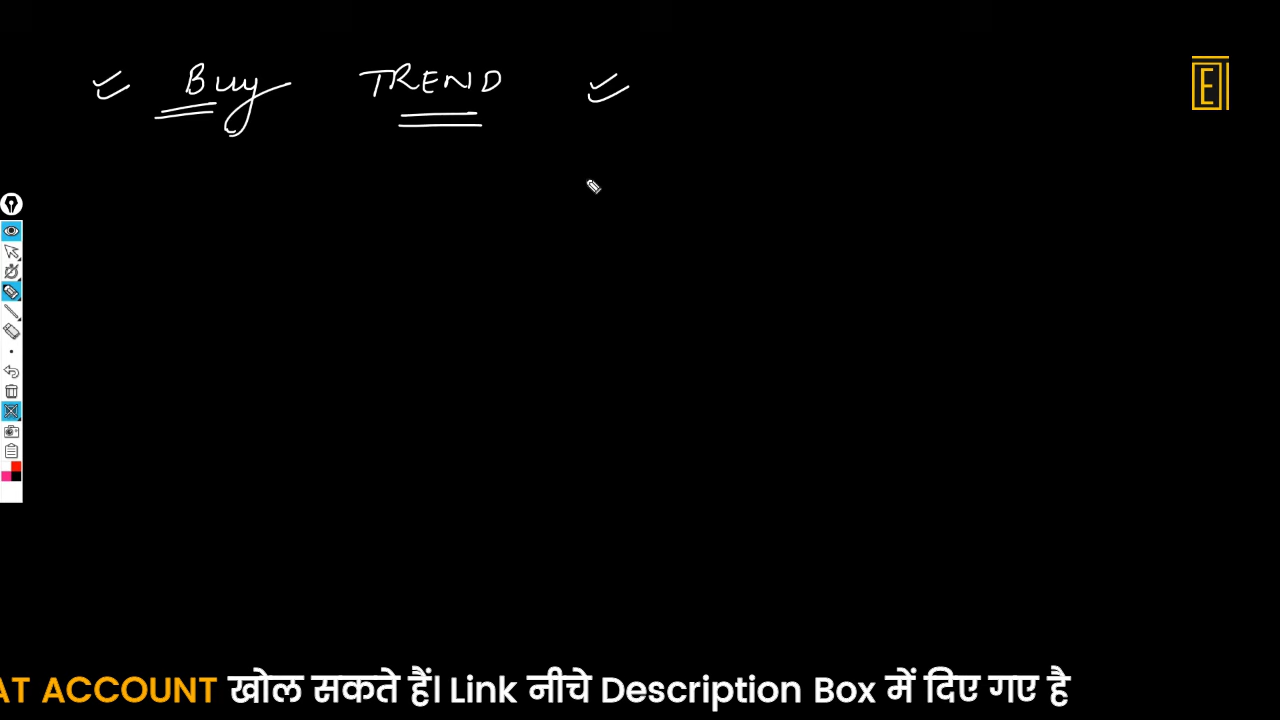 Buy TREND
E
AT ACCOUNT खोल सकते हैं। Link नीचे Description Box में दिए गए है